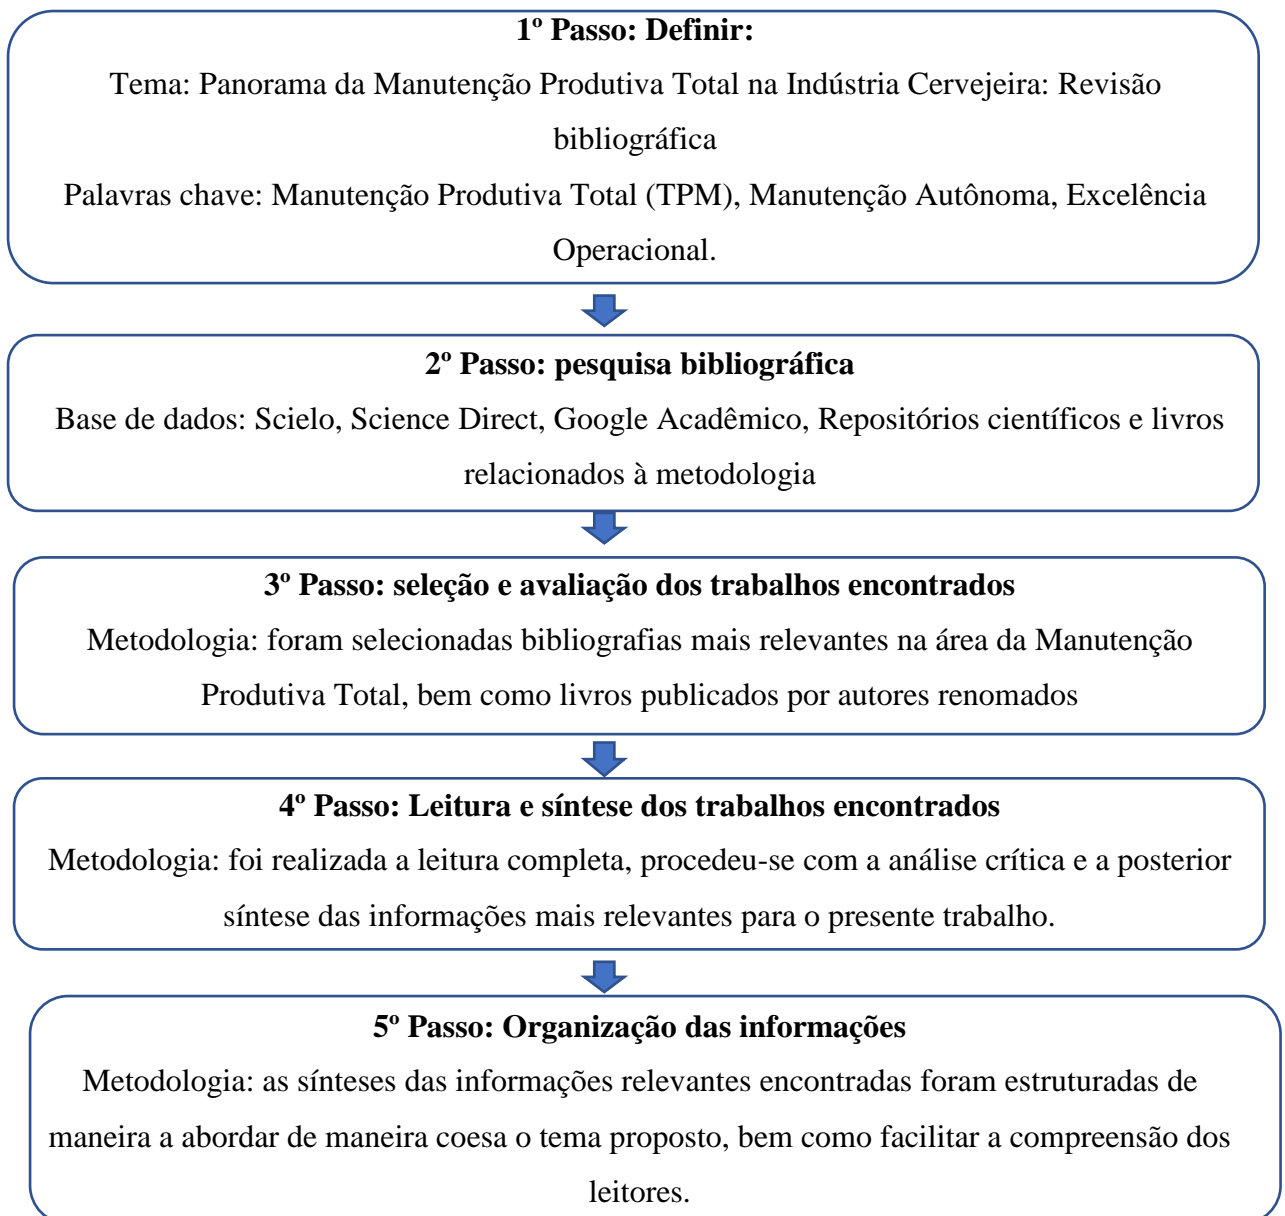 1º Passo: Definir:
Tema: Panorama da Manutenção Produtiva Total na Indústria Cervejeira: Revisão
bibliográfica
Palavras chave: Manutenção Produtiva Total (TPM), Manutenção Autônoma, Excelência
Operacional.
2º Passo: pesquisa bibliográfica
Base de dados: Scielo, Science Direct, Google Acadêmico, Repositórios científicos e livros
relacionados à metodologia
3º Passo: seleção e avaliação dos trabalhos encontrados
Metodologia: foram selecionadas bibliografias mais relevantes na área da Manutenção
Produtiva Total, bem como livros publicados por autores renomados
4º Passo: Leitura e síntese dos trabalhos encontrados
Metodologia: foi realizada a leitura completa, procedeu-se com a análise crítica e a posterior
síntese das informações mais relevantes para o presente trabalho.
5º Passo: Organização das informações
Metodologia: as sínteses das informações relevantes encontradas foram estruturadas de
maneira a abordar de maneira coesa o tema proposto, bem como facilitar a compreensão dos
leitores.